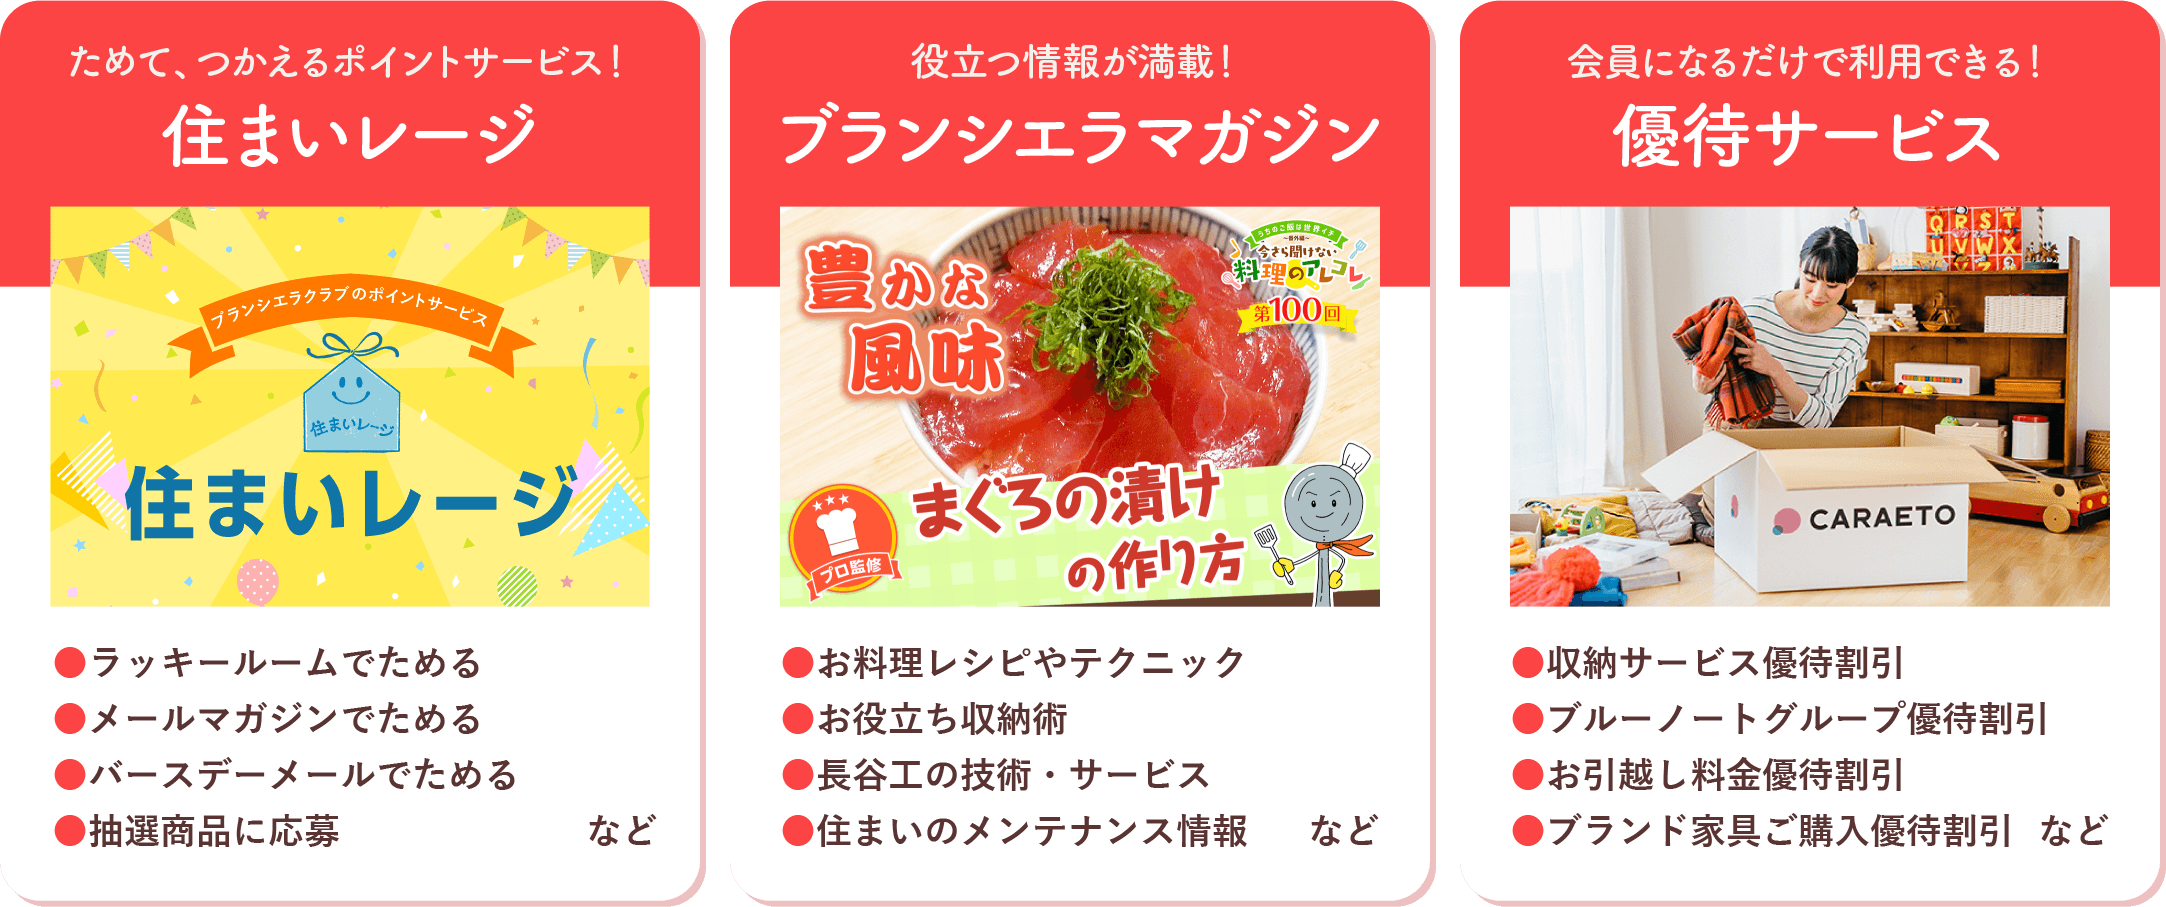 ためて、つかえるポイントサービス！
住まいレージ
ブランシエラクラブのポイントサービス
住まいレージ
住まいレージ
●ラッキールームでためる
●メールマガジンでためる
●バースデーメールでためる
●抽選商品に応募 など
役立つ情報が満載！
ブランシエラマガジン
豊かな
風味
うちのご飯は世界イチ
～番外編～
今さら聞けない
料理のアレコレ
第100回
プロ監修
まぐろの漬け
の作り方
●お料理レシピやテクニック
●お役立ち収納術
●長谷工の技術・サービス
●住まいのメンテナンス情報 など
会員になるだけで利用できる！
優待サービス
Q R S T
U V W Z
CARAETO
●収納サービス優待割引
●ブルーノートグループ優待割引
●お引越し料金優待割引
●ブランド家具ご購入優待割引 など